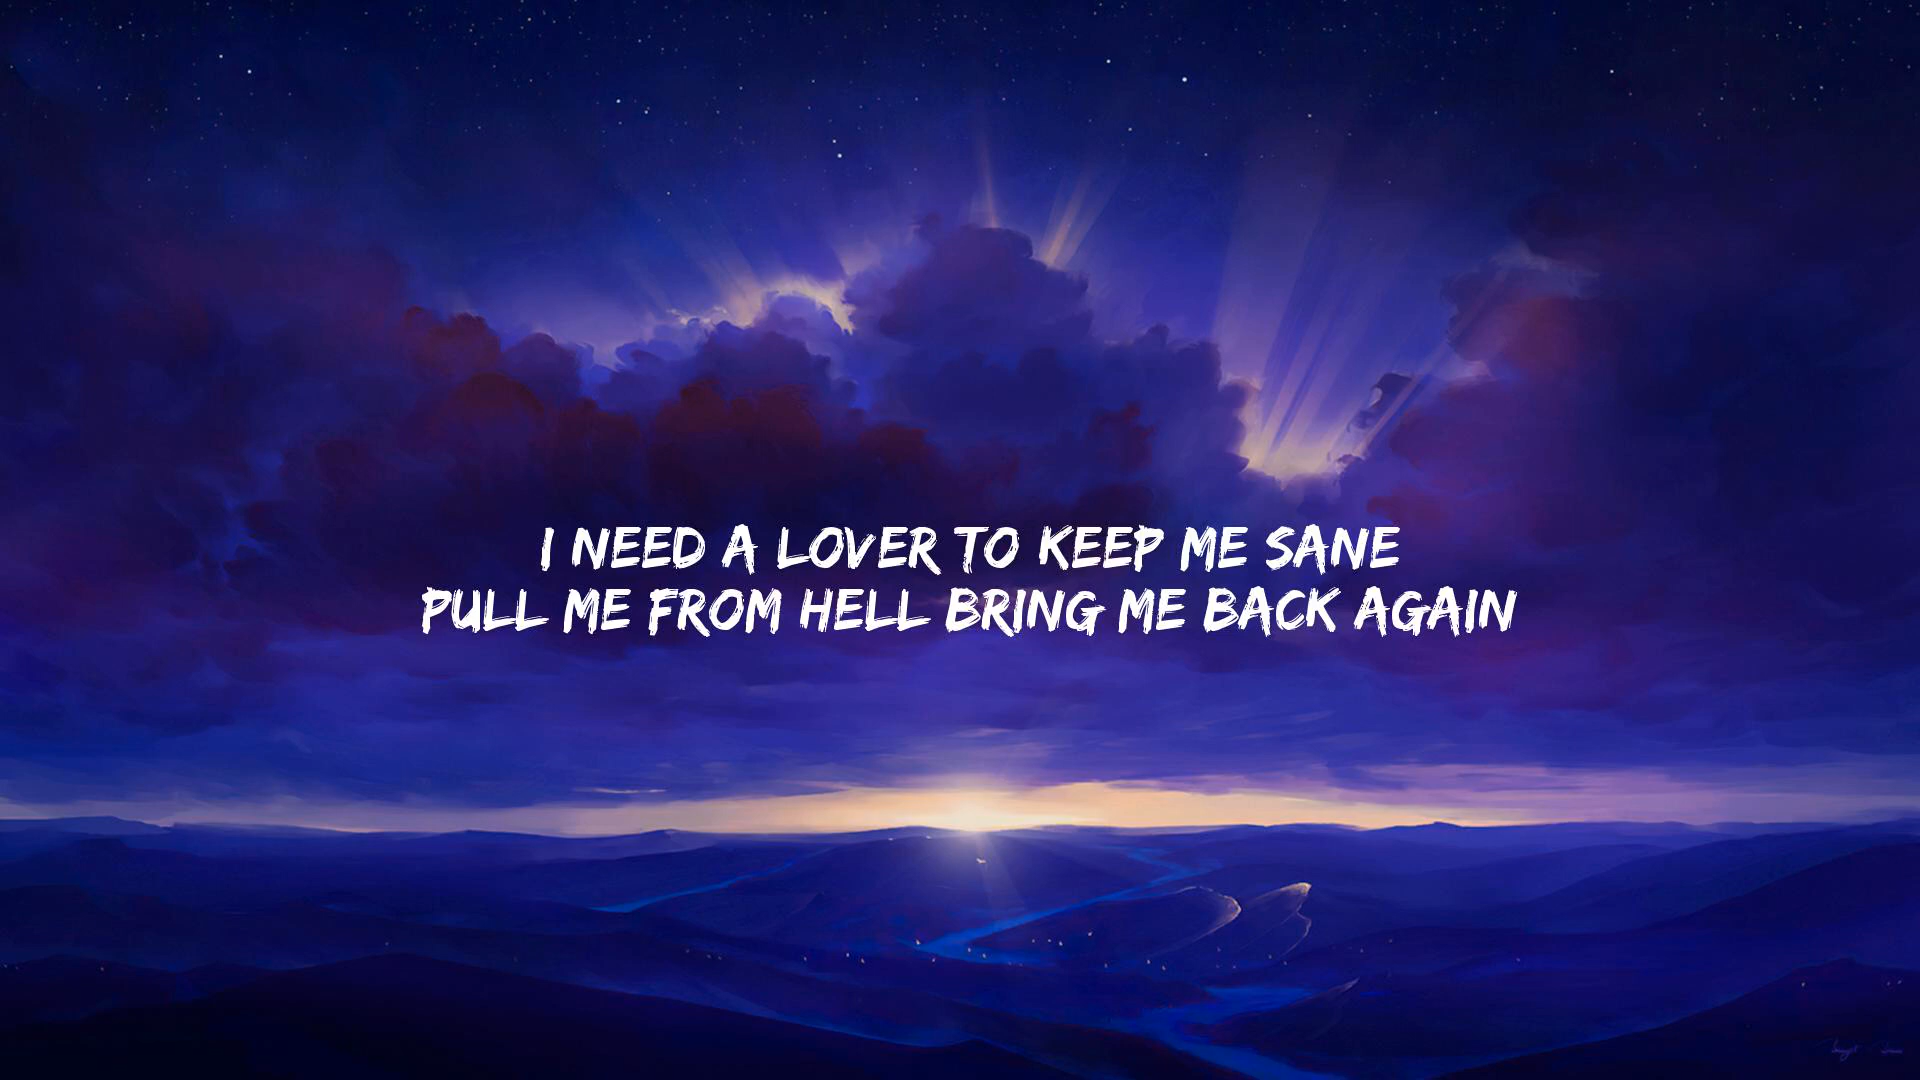 I NEED A LOVER TO KEEP ME SANE
PULL ME FROM HELL BRING ME BACK AGAIN